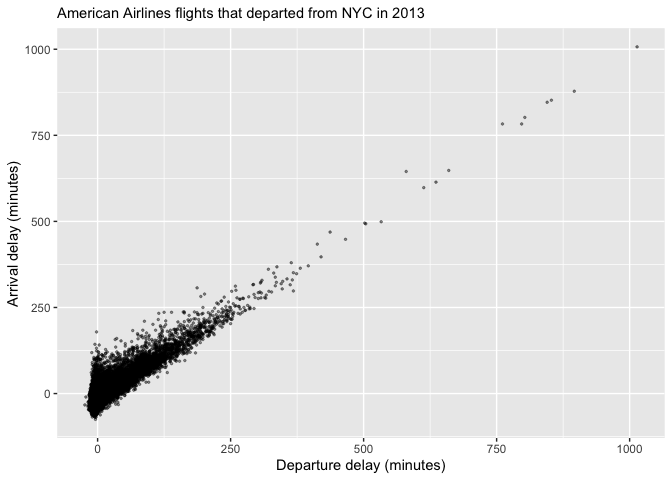 American Airlines flights that departed from NYC in 2013
1000
750
500
250
0
Arrival delay (minutes)
0 250 500 750 1000
Departure delay (minutes)